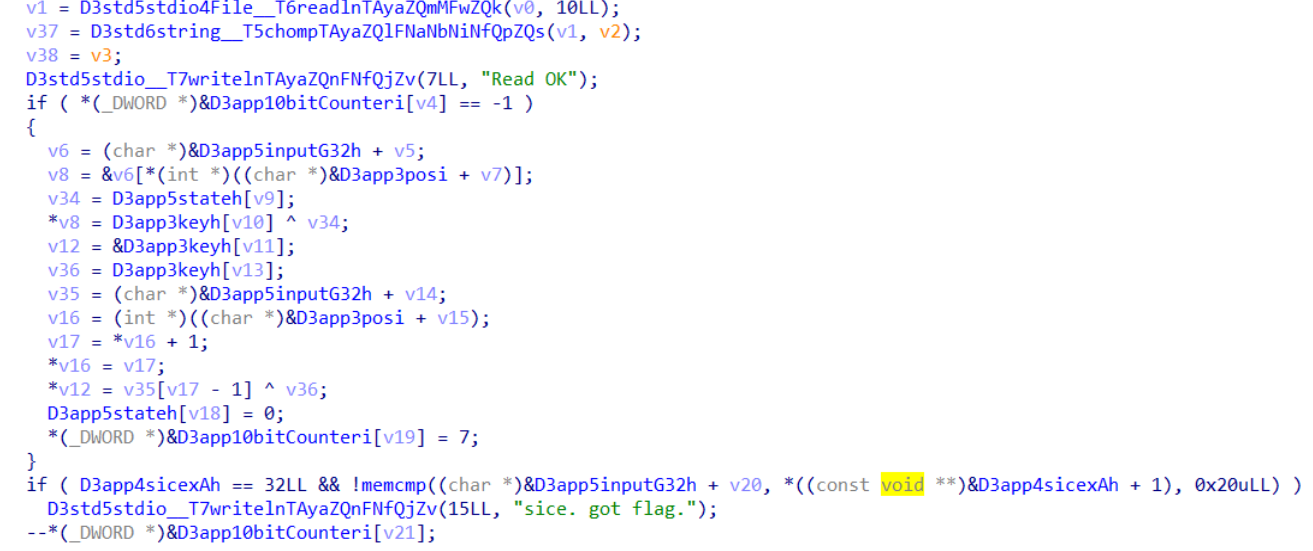 v1 = D3std5stdio4File__T6readlnTAyaZQmMFwZQk(v0, 10LL);
v37 = D3std6string__T5chompTAyaZQlFNaNbNiNfQpZQs(v1, v2);
v38 = v3;
D3std5stdio__T7writelnTAyaZQnFNfQjZv(7LL, "Read OK");
if ( *(_DWORD *)&D3app10bitCounteri[v4] == -1 )
{
v6 = (char *)&D3app5inputG32h + v5;
v8 = &v6[*(int *)((char *)&D3app3posi + v7)];
v34 = D3app5stateh[v9];
*v8 = D3app3keyh[v10] ^ v34;
v12 = &D3app3keyh[v11];
v36 = D3app3keyh[v13];
v35 = (char *)&D3app5inputG32h + v14;
v16 = (int *)((char *)&D3app3posi + v15);
v17 = *v16 + 1;
*v16 = v17;
*v12 = v35[v17 - 1] ^ v36;
D3app5stateh[v18] = 0;
*(_DWORD *)&D3app10bitCounteri[v19] = 7;
}
if ( D3app4sicexAh == 32LL && !memcmp((char *)&D3app5inputG32h + v20, *((const void **)&D3app4sicexAh + 1), 0x20uLL) )
D3std5stdio__T7writelnTAyaZQnFNfQjZv(15LL, "sice. got flag.");
--*(_DWORD *)&D3app10bitCounteri[v21];